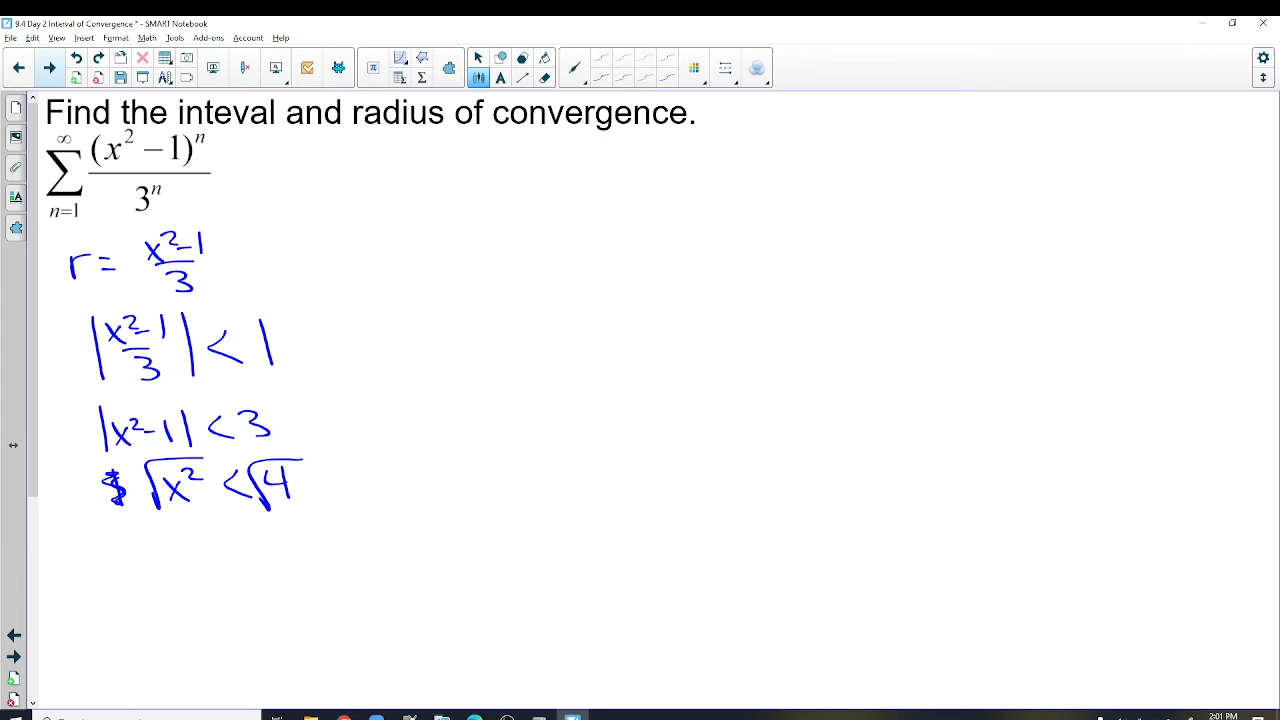 9.4 Day 2 Interval of Convergence * - SMART Notebook
File Edit View Insert Format Math Tools Add-ons Account Help
Find the inteval and radius of convergence.
∑_{n=1}^{∞} (x² − 1)ⁿ / 3ⁿ
r = (x² − 1) / 3
|(x² − 1) / 3| < 1
|x² − 1| < 3
√x² < √4
2:01 PM